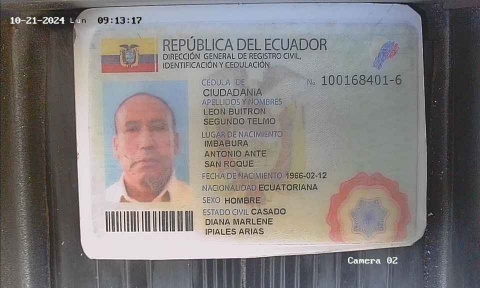 10-21-2024 Lun 09:13:17
REPÚBLICA DEL ECUADOR
DIRECCIÓN GENERAL DE REGISTRO CIVIL,
IDENTIFICACIÓN Y CEDULACIÓN
CÉDULA DE
CIUDADANÍA
No 100168401-6
APELLIDOS Y NOMBRES
LEON BUITRON
SEGUNDO TELMO
LUGAR DE NACIMIENTO
IMBABURA
ANTONIO ANTE
SAN ROQUE
FECHA DE NACIMIENTO 1966-02-12
NACIONALIDAD ECUATORIANA
SEXO HOMBRE
ESTADO CIVIL CASADO
DIANA MARLENE
IPIALES ARIAS
Camera 02